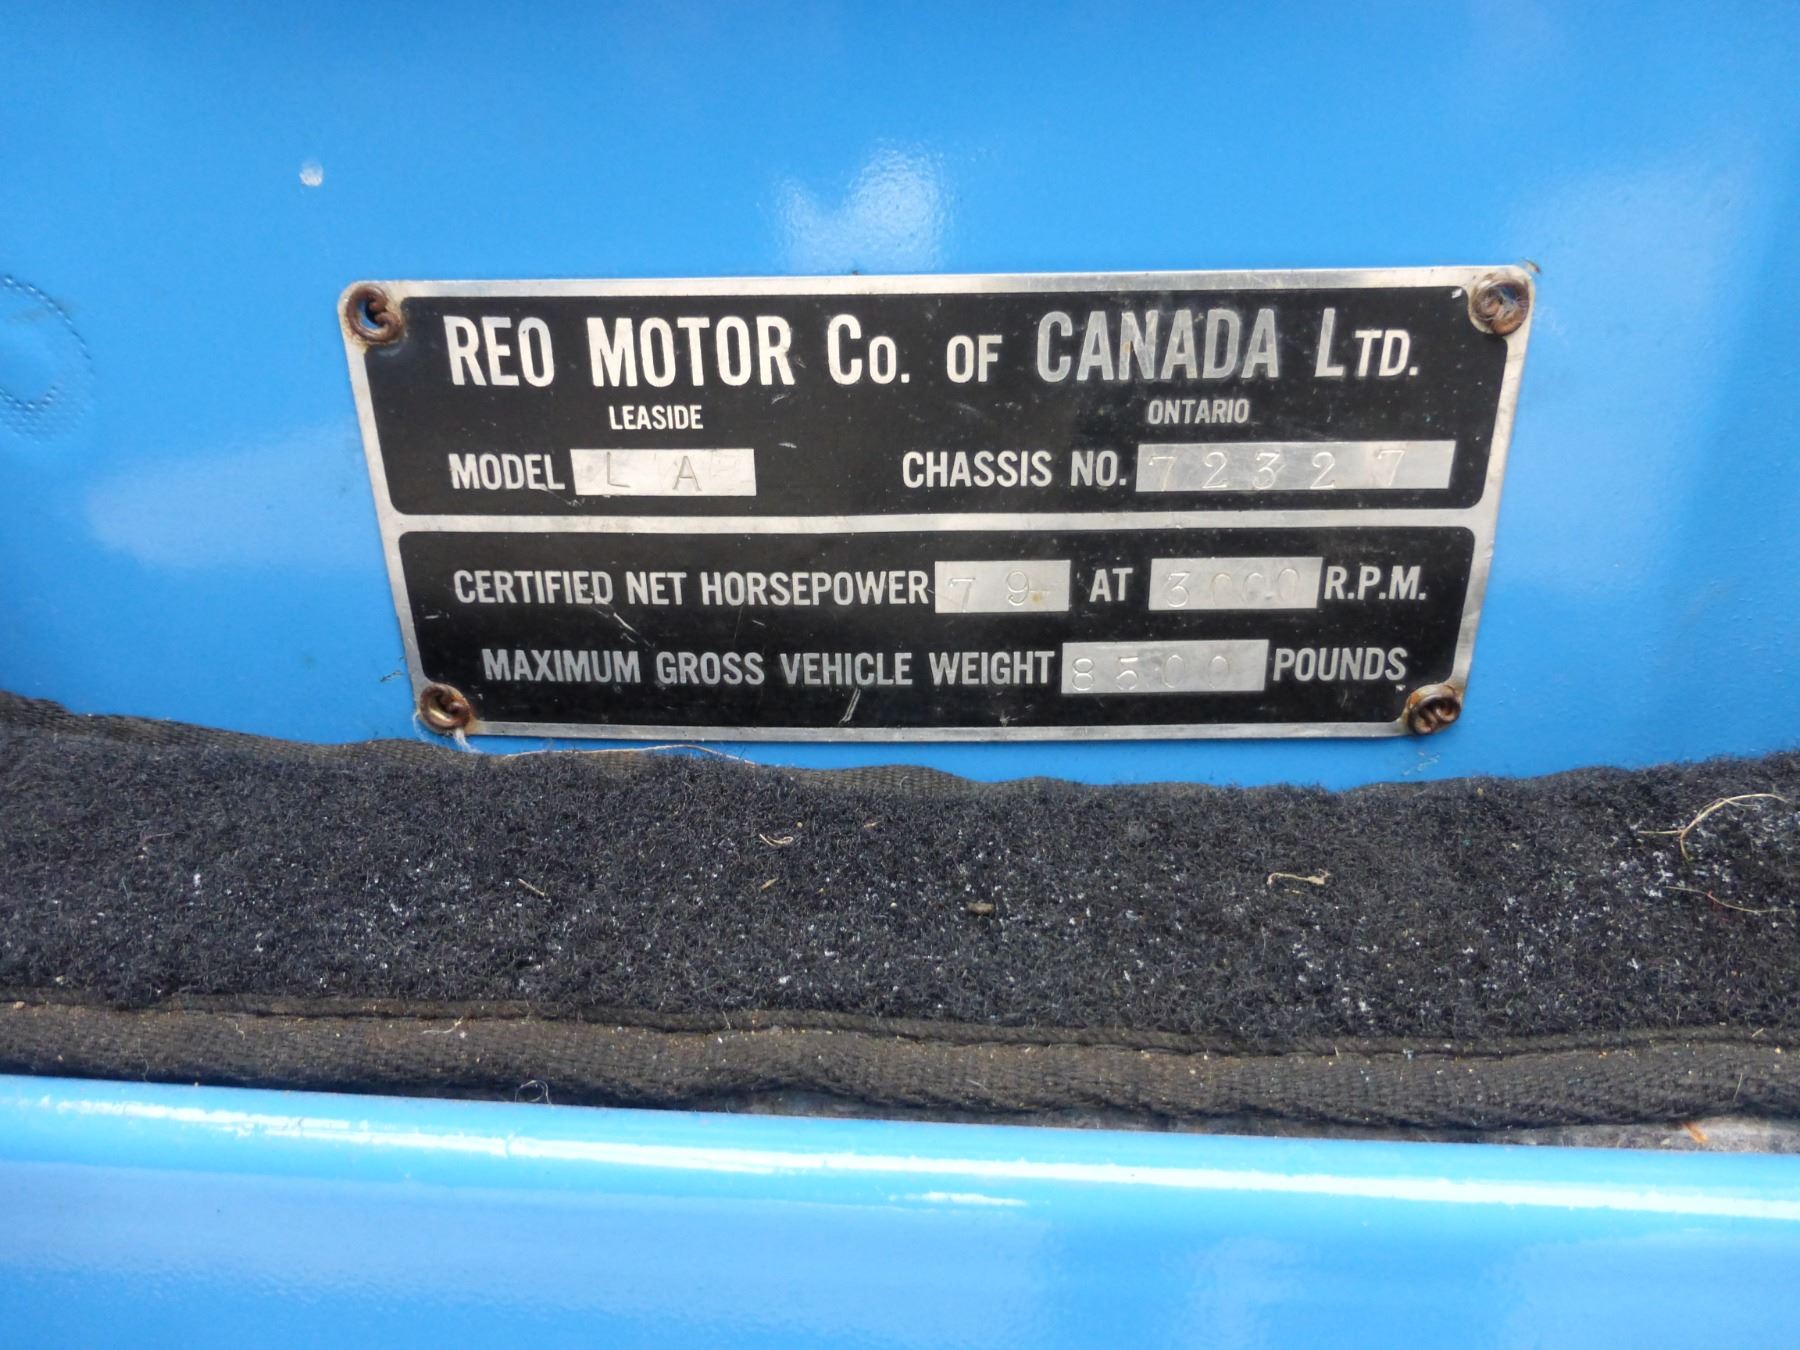 REO MOTOR Co. OF CANADA LTD.
LEASIDE ONTARIO
MODEL L A CHASSIS NO. 72327
CERTIFIED NET HORSEPOWER 79 AT 3000 R.P.M.
MAXIMUM GROSS VEHICLE WEIGHT 8500 POUNDS